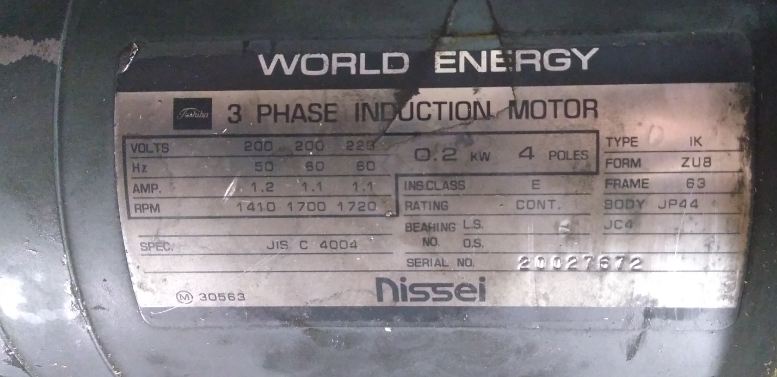 WORLD ENERGY
Toshiba 3 PHASE INDUCTION MOTOR
VOLTS 200 200 220
Hz 50 60 60
AMP. 1.2 1.1 1.1
RPM 1410 1700 1720
0.2 KW 4 POLES
INS.CLASS E
RATING CONT.
BEARING L.S.
NO. O.S.
SERIAL NO. 20027672
TYPE IK
FORM ZU8
FRAME 63
BODY JP44
JC4
SPEC. JIS C 4004
M 30563
Nissei